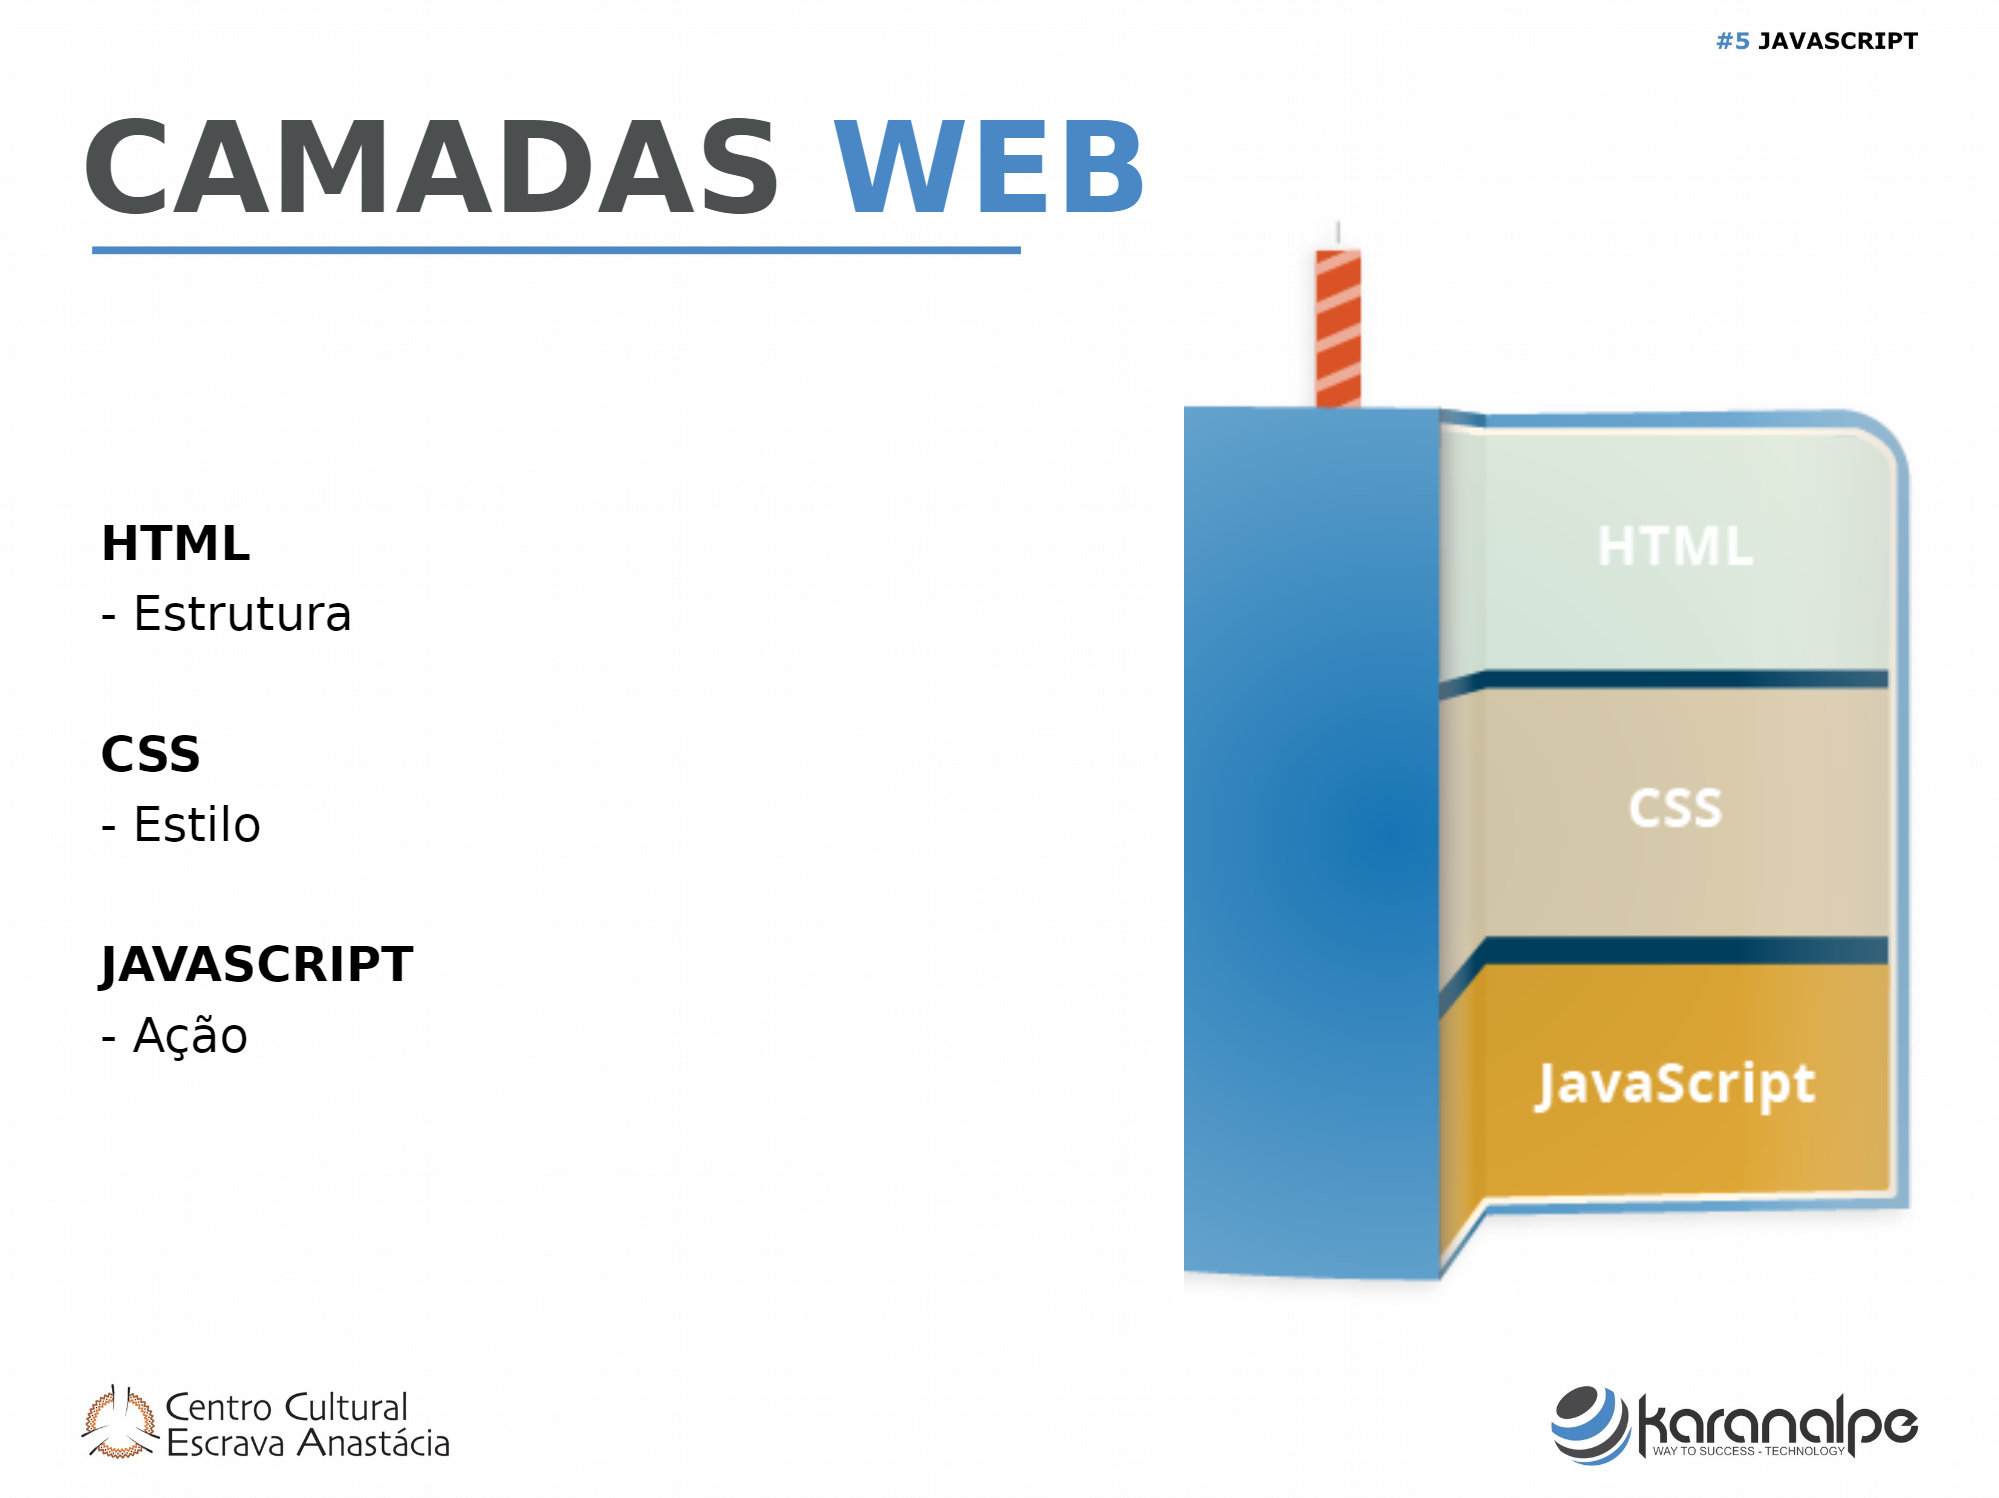 #5 JAVASCRIPT
CAMADAS WEB
HTML
- Estrutura
CSS
- Estilo
JAVASCRIPT
- Ação
HTML
CSS
JavaScript
Centro Cultural
Escrava Anastácia
karanalpe
WAY TO SUCCESS - TECHNOLOGY